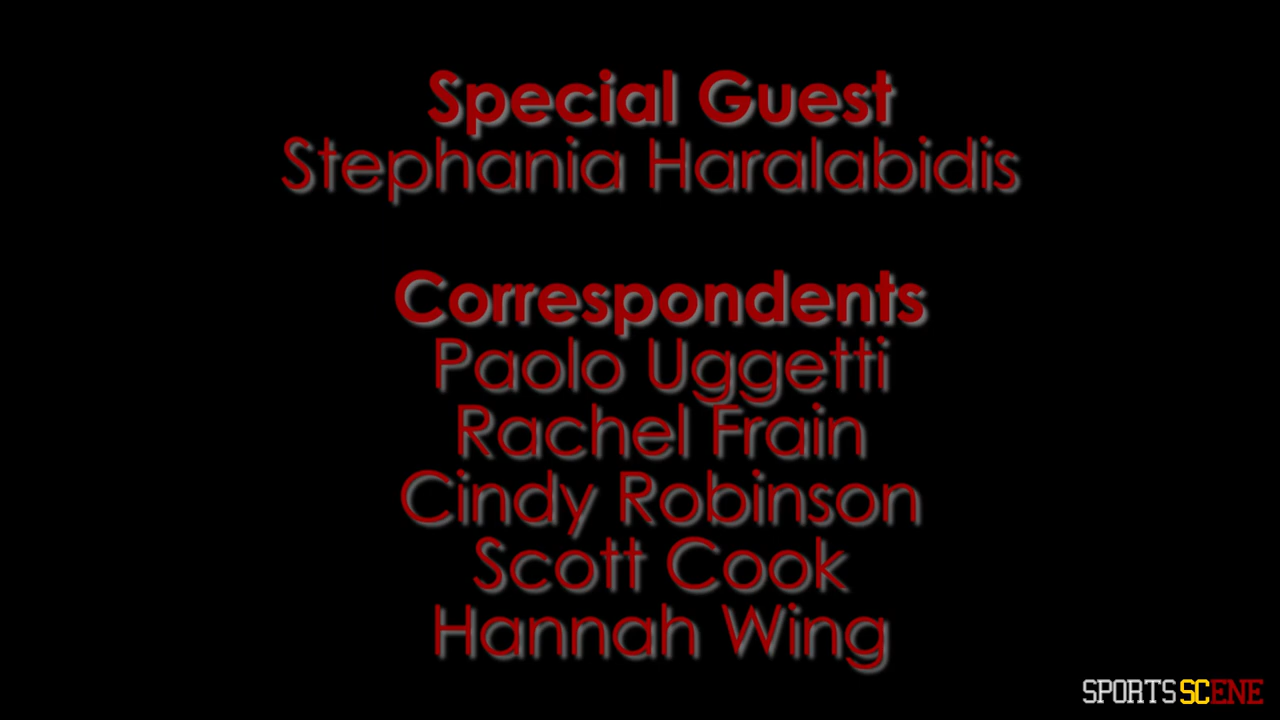 Special Guest
Stephania Haralabidis
Correspondents
Paolo Uggetti
Rachel Frain
Cindy Robinson
Scott Cook
Hannah Wing
SPORTSSCENE